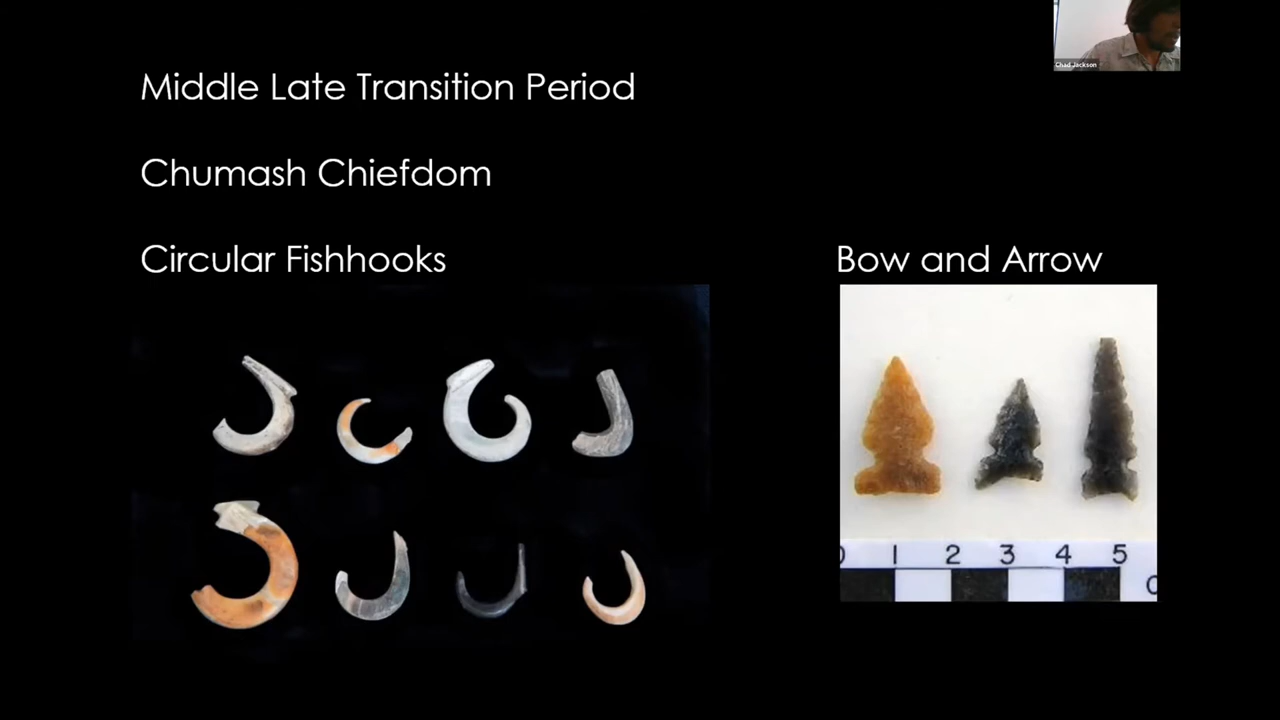 Chad Jackson
Middle Late Transition Period
Chumash Chiefdom
Circular Fishhooks
Bow and Arrow
0 1 2 3 4 5
0